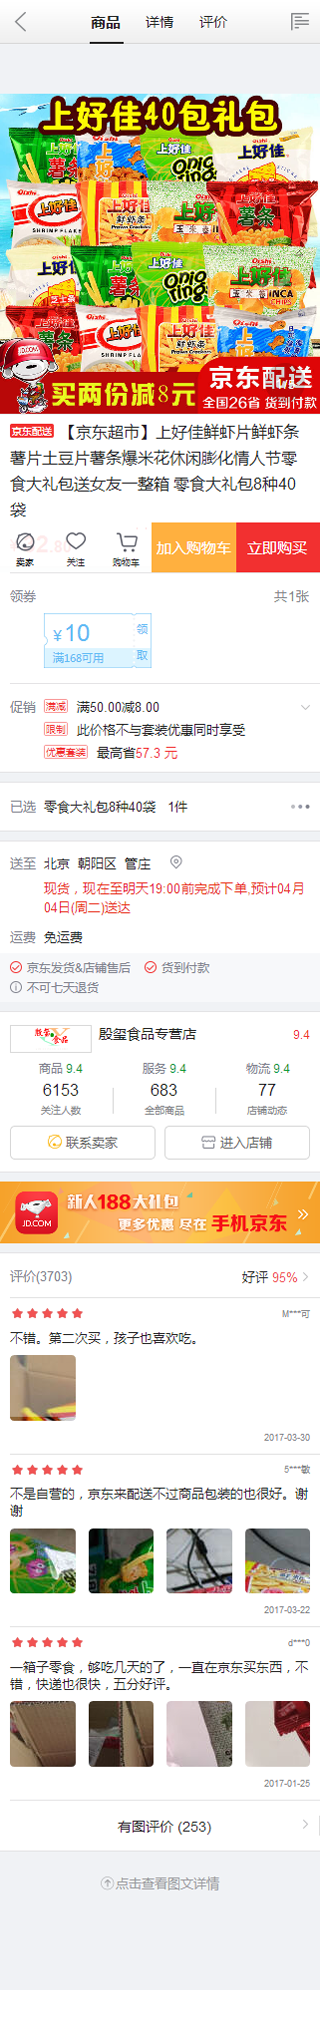 商品 详情 评价
上好佳40包礼包
Oishi
上好佳
薯条
Onion rings
SHRIMP FLAKES
鲜虾条
Prawn Crackers
玉米卷
CHIPS
JD.COM
买两份减8元
京东配送
全国26省 货到付款
京东配送 【京东超市】上好佳鲜虾片鲜虾条
薯片土豆片薯条爆米花休闲膨化情人节零
食大礼包送女友一整箱 零食大礼包8种40
袋
卖家 关注 购物车 加入购物车 立即购买
领券 共1张
¥10 领
满168可用 取
促销 满减 满50.00减8.00
限制 此价格不与套装优惠同时享受
优惠套装 最高省57.3 元
已选 零食大礼包8种40袋 1件
送至 北京 朝阳区 管庄
现货，现在至明天19:00前完成下单,预计04月
04日(周二)送达
运费 免运费
京东发货&店铺售后 货到付款
不可七天退货
殷玺食品 殷玺食品专营店 9.4
商品 9.4 服务 9.4 物流 9.4
6153 683 77
关注人数 全部商品 店铺动态
联系卖家 进入店铺
JD.COM 新人188大礼包
更多优惠 尽在 手机京东
评价(3703) 好评 95%
M***可
不错。第二次买，孩子也喜欢吃。
2017-03-30
5***敏
不是自营的，京东来配送不过商品包装的也很好。谢
谢
2017-03-22
d***0
一箱子零食，够吃几天的了，一直在京东买东西，不
错，快递也很快，五分好评。
2017-01-25
有图评价 (253)
点击查看图文详情